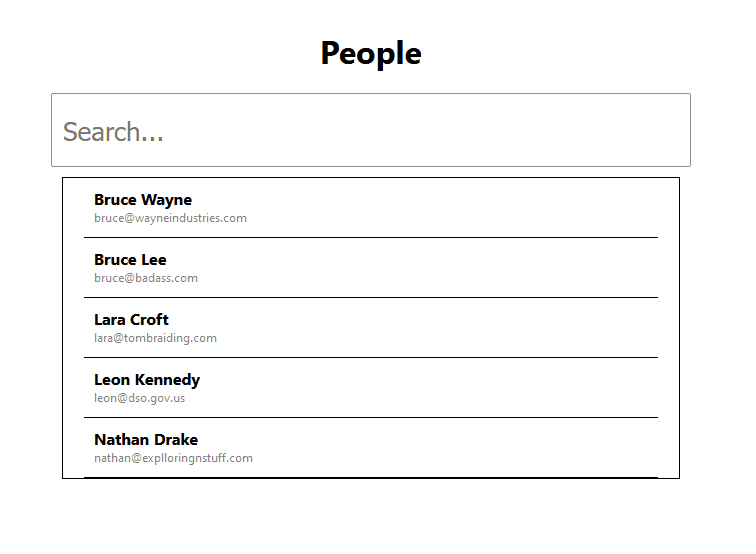 People
Search...
Bruce Wayne
bruce@wayneindustries.com
Bruce Lee
bruce@badass.com
Lara Croft
lara@tombraiding.com
Leon Kennedy
leon@dso.gov.us
Nathan Drake
nathan@explloringnstuff.com